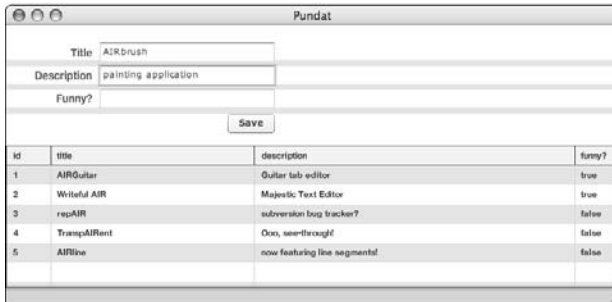 Pundat
Title AIRbrush
Description painting application
Funny?
Save
id title description funny?
1 AIRGuitar Guitar tab editor true
2 Writeful AIR Majestic Text Editor true
3 repAIR subversion bug tracker? false
4 TranspAIRent Ooo, see-through! false
5 AIRline now featuring line segments! false